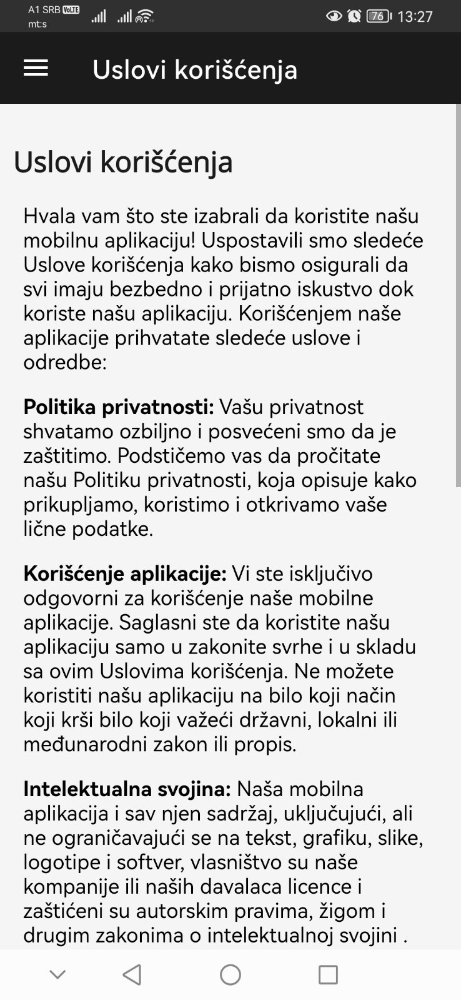 A1 SRB VoLTE
mt:s
76 13:27
Uslovi korišćenja
Uslovi korišćenja
Hvala vam što ste izabrali da koristite našu
mobilnu aplikaciju! Uspostavili smo sledeće
Uslove korišćenja kako bismo osigurali da
svi imaju bezbedno i prijatno iskustvo dok
koriste našu aplikaciju. Korišćenjem naše
aplikacije prihvatate sledeće uslove i
odredbe:
Politika privatnosti: Vašu privatnost
shvatamo ozbiljno i posvećeni smo da je
zaštitimo. Podstičemo vas da pročitate
našu Politiku privatnosti, koja opisuje kako
prikupljamo, koristimo i otkrivamo vaše
lične podatke.
Korišćenje aplikacije: Vi ste isključivo
odgovorni za korišćenje naše mobilne
aplikacije. Saglasni ste da koristite našu
aplikaciju samo u zakonite svrhe i u skladu
sa ovim Uslovima korišćenja. Ne možete
koristiti našu aplikaciju na bilo koji način
koji krši bilo koji važeći državni, lokalni ili
međunarodni zakon ili propis.
Intelektualna svojina: Naša mobilna
aplikacija i sav njen sadržaj, uključujući, ali
ne ograničavajući se na tekst, grafiku, slike,
logotipe i softver, vlasništvo su naše
kompanije ili naših davalaca licence i
zaštićeni su autorskim pravima, žigom i
drugim zakonima o intelektualnoj svojini .